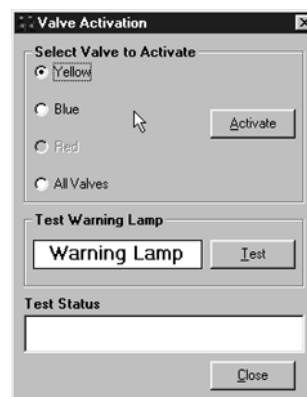 Valve Activation
Select Valve to Activate
Yellow
Blue
Activate
Red
All Valves
Test Warning Lamp
Warning Lamp
Test
Test Status
Close